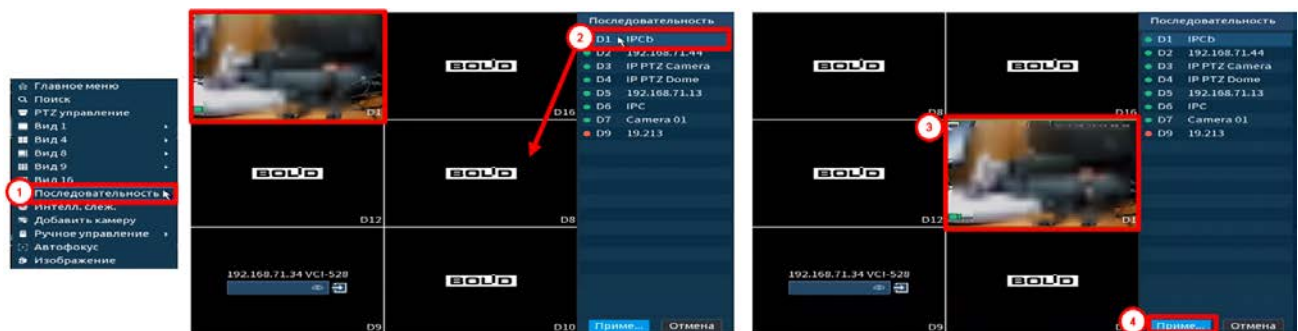 Главное меню
Поиск
PTZ управление
Вид 1
Вид 4
Вид 8
Вид 9
Вид 16
1
Последовательность
Интелл. слеж.
Добавить камеру
Ручное управление
Автофокус
Изображение
D1
BOLID
D16
BOLID
D12
BOLID
D8
192.168.71.34 VCI-528
D9
BOLID
D10
Последовательность
2
D1 IPCb
D2 192.168.71.44
D3 IP PTZ Camera
D4 IP PTZ Dome
D5 192.168.71.13
D6 IPC
D7 Camera 01
D9 19.213
Приме...
Отмена
BOLID
D8
BOLID
D16
BOLID
D12
3
D1
192.168.71.34 VCI-528
D9
BOLID
Последовательность
D1 IPCb
D2 192.168.71.44
D3 IP PTZ Camera
D4 IP PTZ Dome
D5 192.168.71.13
D6 IPC
D7 Camera 01
D9 19.213
4
Приме...
Отмена